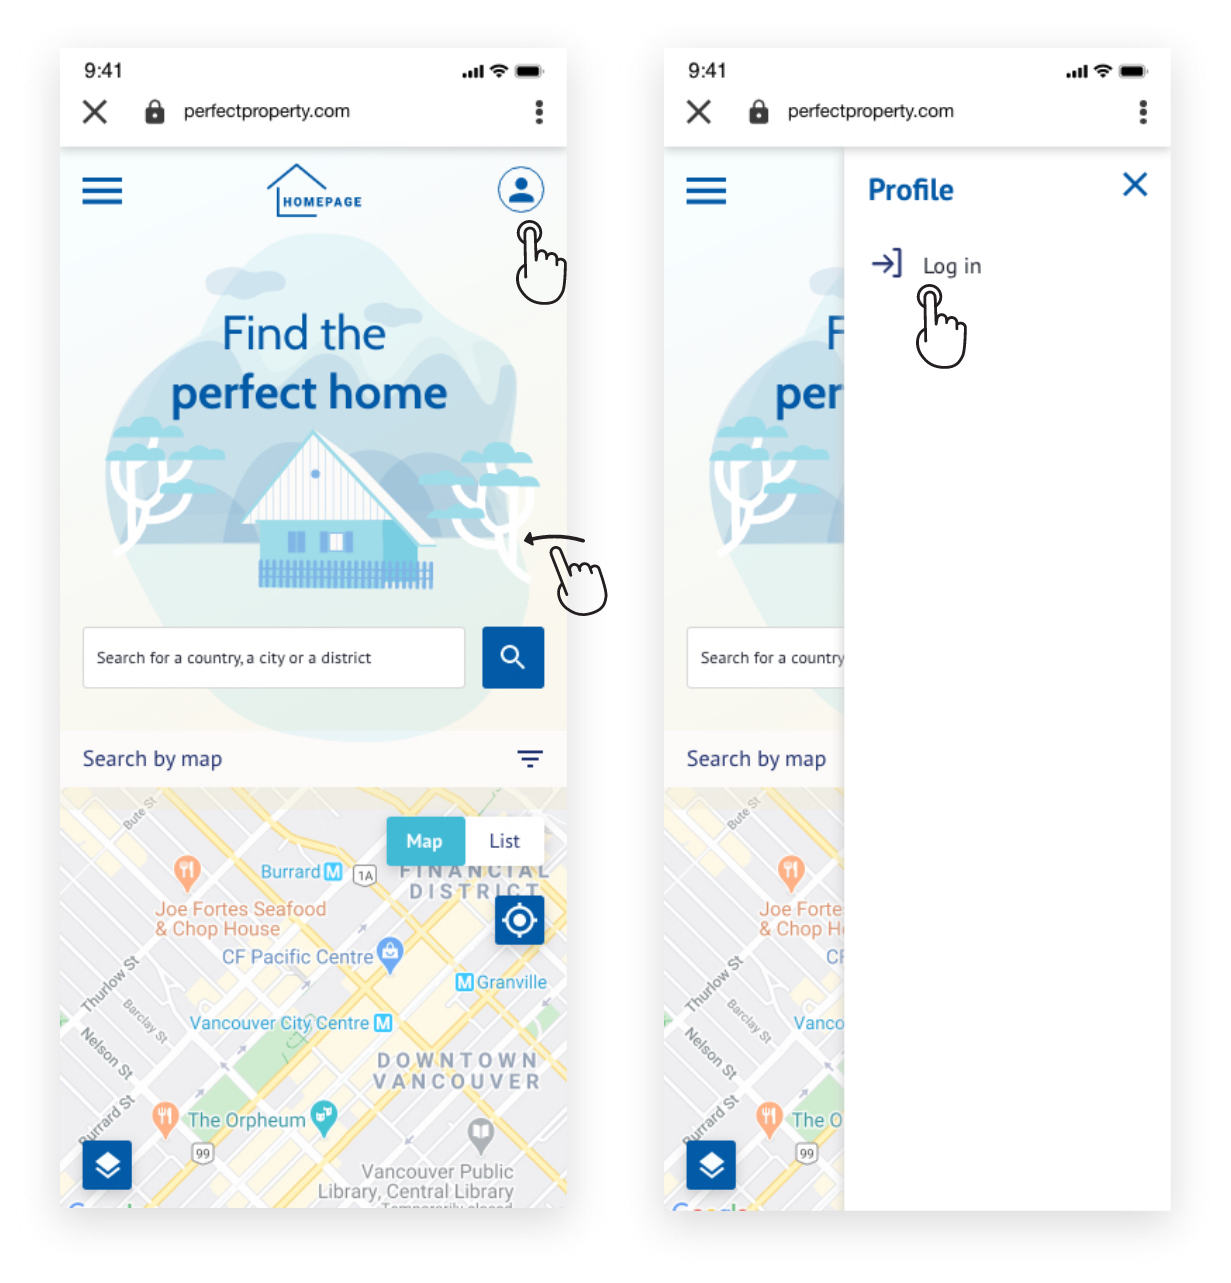 9:41
perfectproperty.com
HOMEPAGE
Find the
perfect home
Search for a country, a city or a district
Search by map
Bute St
Map
List
Burrard M
1A
FINANCIAL
DISTRICT
Joe Fortes Seafood
& Chop House
CF Pacific Centre
Thurlow St
M Granville
Barclay St
Vancouver City Centre M
Nelson St
DOWNTOWN
VANCOUVER
Burrard St
The Orpheum
99
Vancouver Public
Library, Central Library
Temporarily closed
Google
9:41
perfectproperty.com
Profile
Log in
F
per
Search for a country
Search by map
Bute St
Joe Forte
& Chop H
CF
Thurlow St
Barclay St
Vanco
Nelson St
Burrard St
The O
99
Google